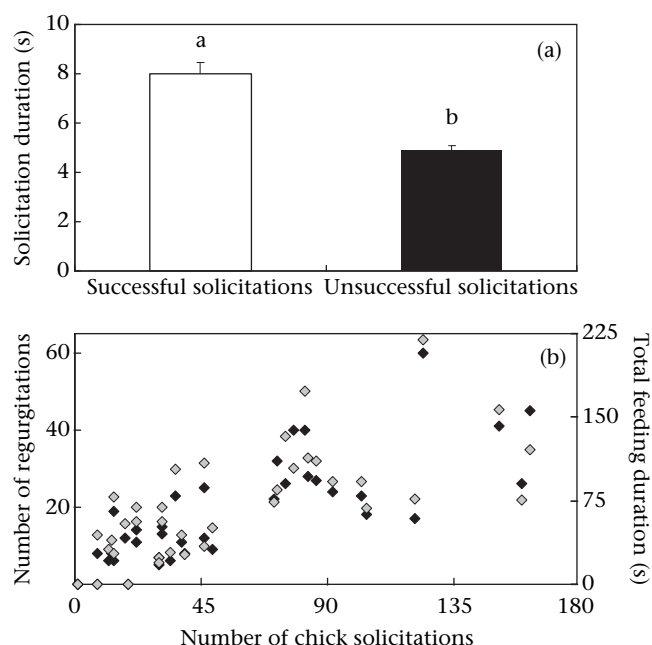 10
8
6
4
2
0
Solicitation duration (s)
(a)
a
b
Successful solicitations Unsuccessful solicitations
(b)
60
40
20
Number of regurgitations
225
150
75
0
Total feeding duration (s)
0 45 90 135 180
Number of chick solicitations